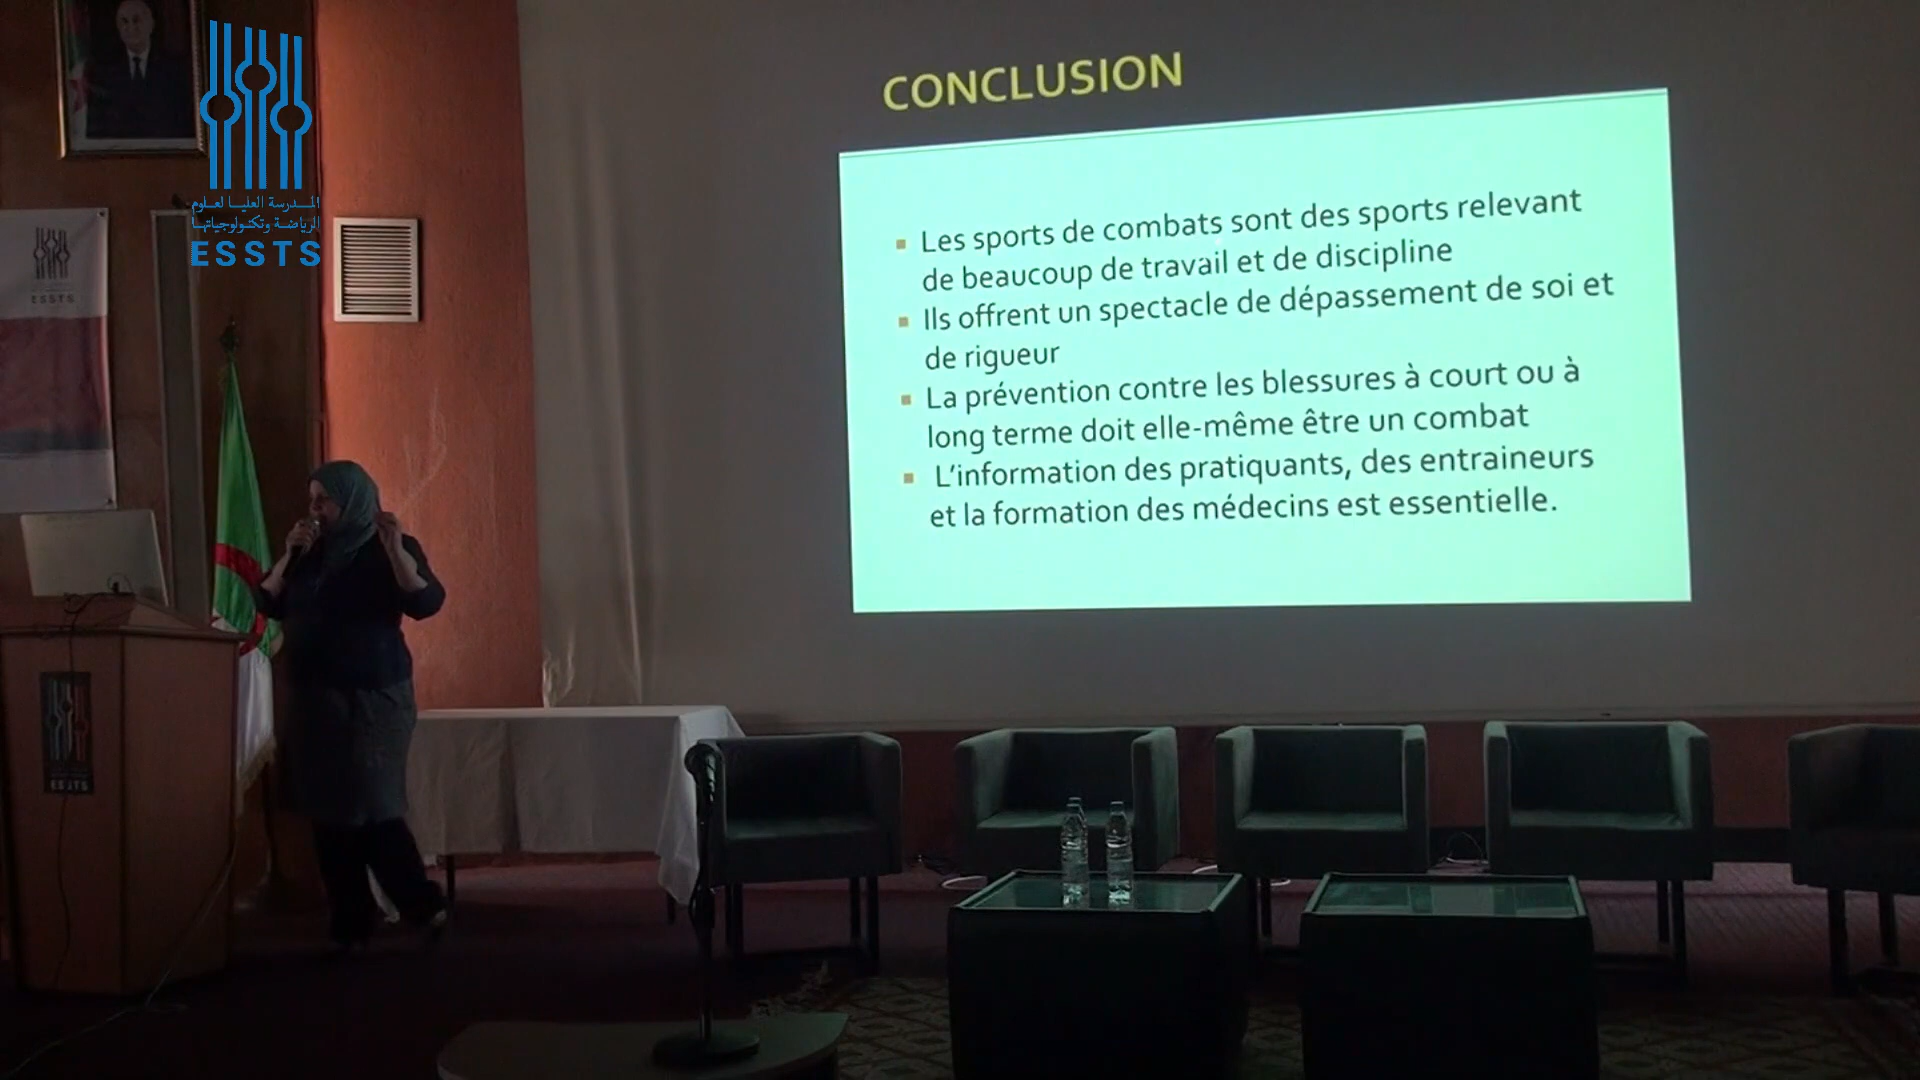 المدرسة العليا لعلوم
الرياضة وتكنولوجياتها
ESSTS
ESSTS
ESSTS
CONCLUSION
Les sports de combats sont des sports relevant
de beaucoup de travail et de discipline
Ils offrent un spectacle de dépassement de soi et
de rigueur
La prévention contre les blessures à court ou à
long terme doit elle-même être un combat
L’information des pratiquants, des entraineurs
et la formation des médecins est essentielle.